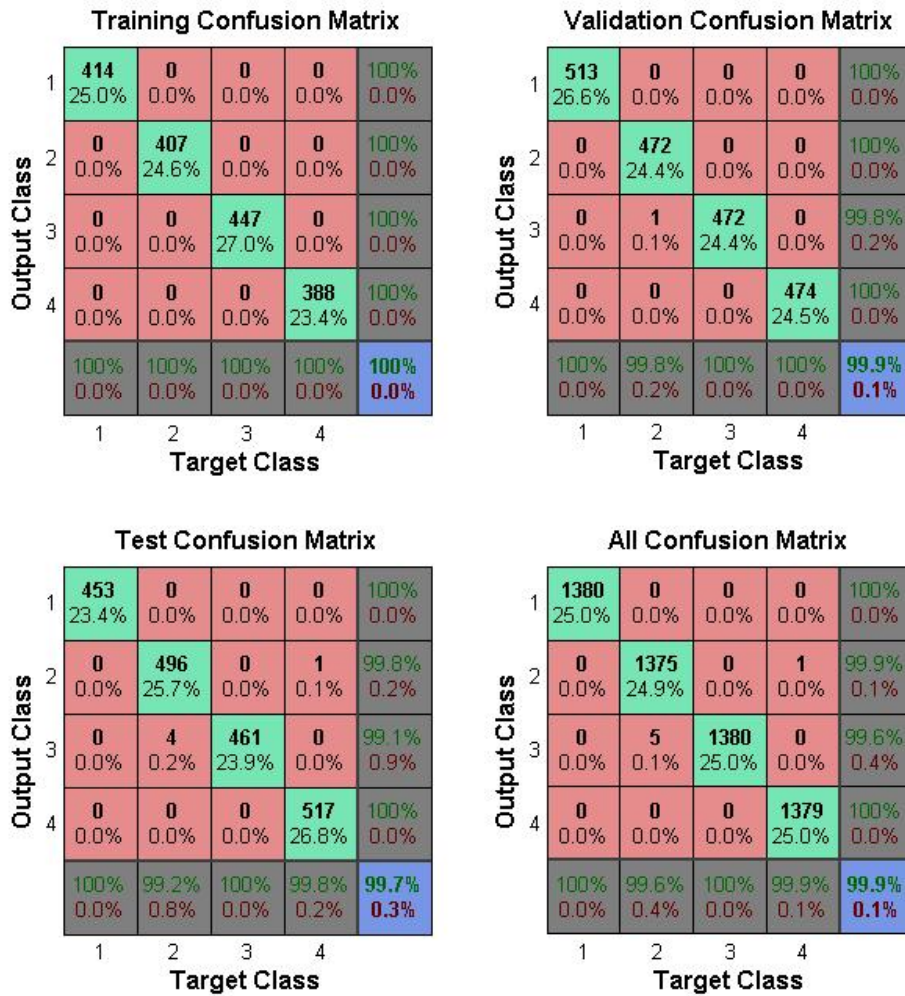 Training Confusion Matrix
Output Class
1 414 0 0 0 100%
25.0% 0.0% 0.0% 0.0% 0.0%
2 0 407 0 0 100%
0.0% 24.6% 0.0% 0.0% 0.0%
3 0 0 447 0 100%
0.0% 0.0% 27.0% 0.0% 0.0%
4 0 0 0 388 100%
0.0% 0.0% 0.0% 23.4% 0.0%
100% 100% 100% 100% 100%
0.0% 0.0% 0.0% 0.0% 0.0%
1 2 3 4
Target Class
Validation Confusion Matrix
Output Class
1 513 0 0 0 100%
26.6% 0.0% 0.0% 0.0% 0.0%
2 0 472 0 0 100%
0.0% 24.4% 0.0% 0.0% 0.0%
3 0 1 472 0 99.8%
0.0% 0.1% 24.4% 0.0% 0.2%
4 0 0 0 474 100%
0.0% 0.0% 0.0% 24.5% 0.0%
100% 99.8% 100% 100% 99.9%
0.0% 0.2% 0.0% 0.0% 0.1%
1 2 3 4
Target Class
Test Confusion Matrix
Output Class
1 453 0 0 0 100%
23.4% 0.0% 0.0% 0.0% 0.0%
2 0 496 0 1 99.8%
0.0% 25.7% 0.0% 0.1% 0.2%
3 0 4 461 0 99.1%
0.0% 0.2% 23.9% 0.0% 0.9%
4 0 0 0 517 100%
0.0% 0.0% 0.0% 26.8% 0.0%
100% 99.2% 100% 99.8% 99.7%
0.0% 0.8% 0.0% 0.2% 0.3%
1 2 3 4
Target Class
All Confusion Matrix
Output Class
1 1380 0 0 0 100%
25.0% 0.0% 0.0% 0.0% 0.0%
2 0 1375 0 1 99.9%
0.0% 24.9% 0.0% 0.0% 0.1%
3 0 5 1380 0 99.6%
0.0% 0.1% 25.0% 0.0% 0.4%
4 0 0 0 1379 100%
0.0% 0.0% 0.0% 25.0% 0.0%
100% 99.6% 100% 99.9% 99.9%
0.0% 0.4% 0.0% 0.1% 0.1%
1 2 3 4
Target Class